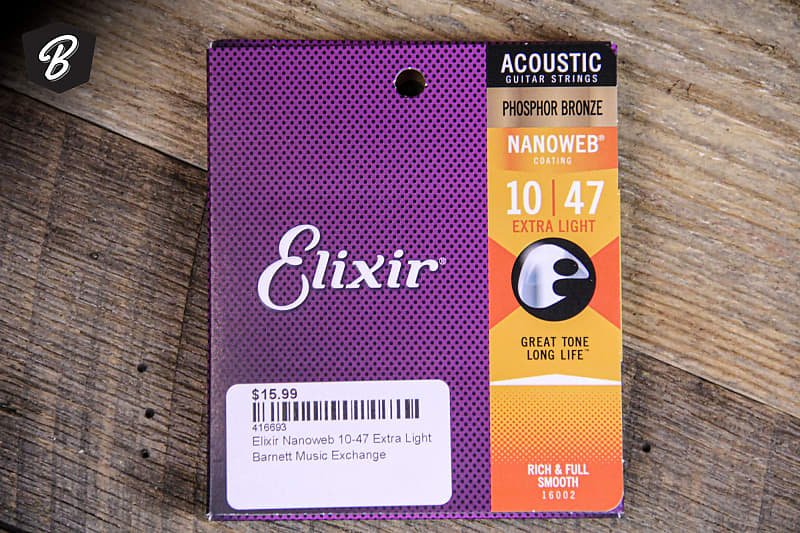 B
ACOUSTIC
GUITAR STRINGS
PHOSPHOR BRONZE
NANOWEB®
COATING
10 | 47
EXTRA LIGHT
Elixir®
GREAT TONE
LONG LIFE™
$15.99
416693
Elixir Nanoweb 10-47 Extra Light
Barnett Music Exchange
RICH & FULL
SMOOTH
16002